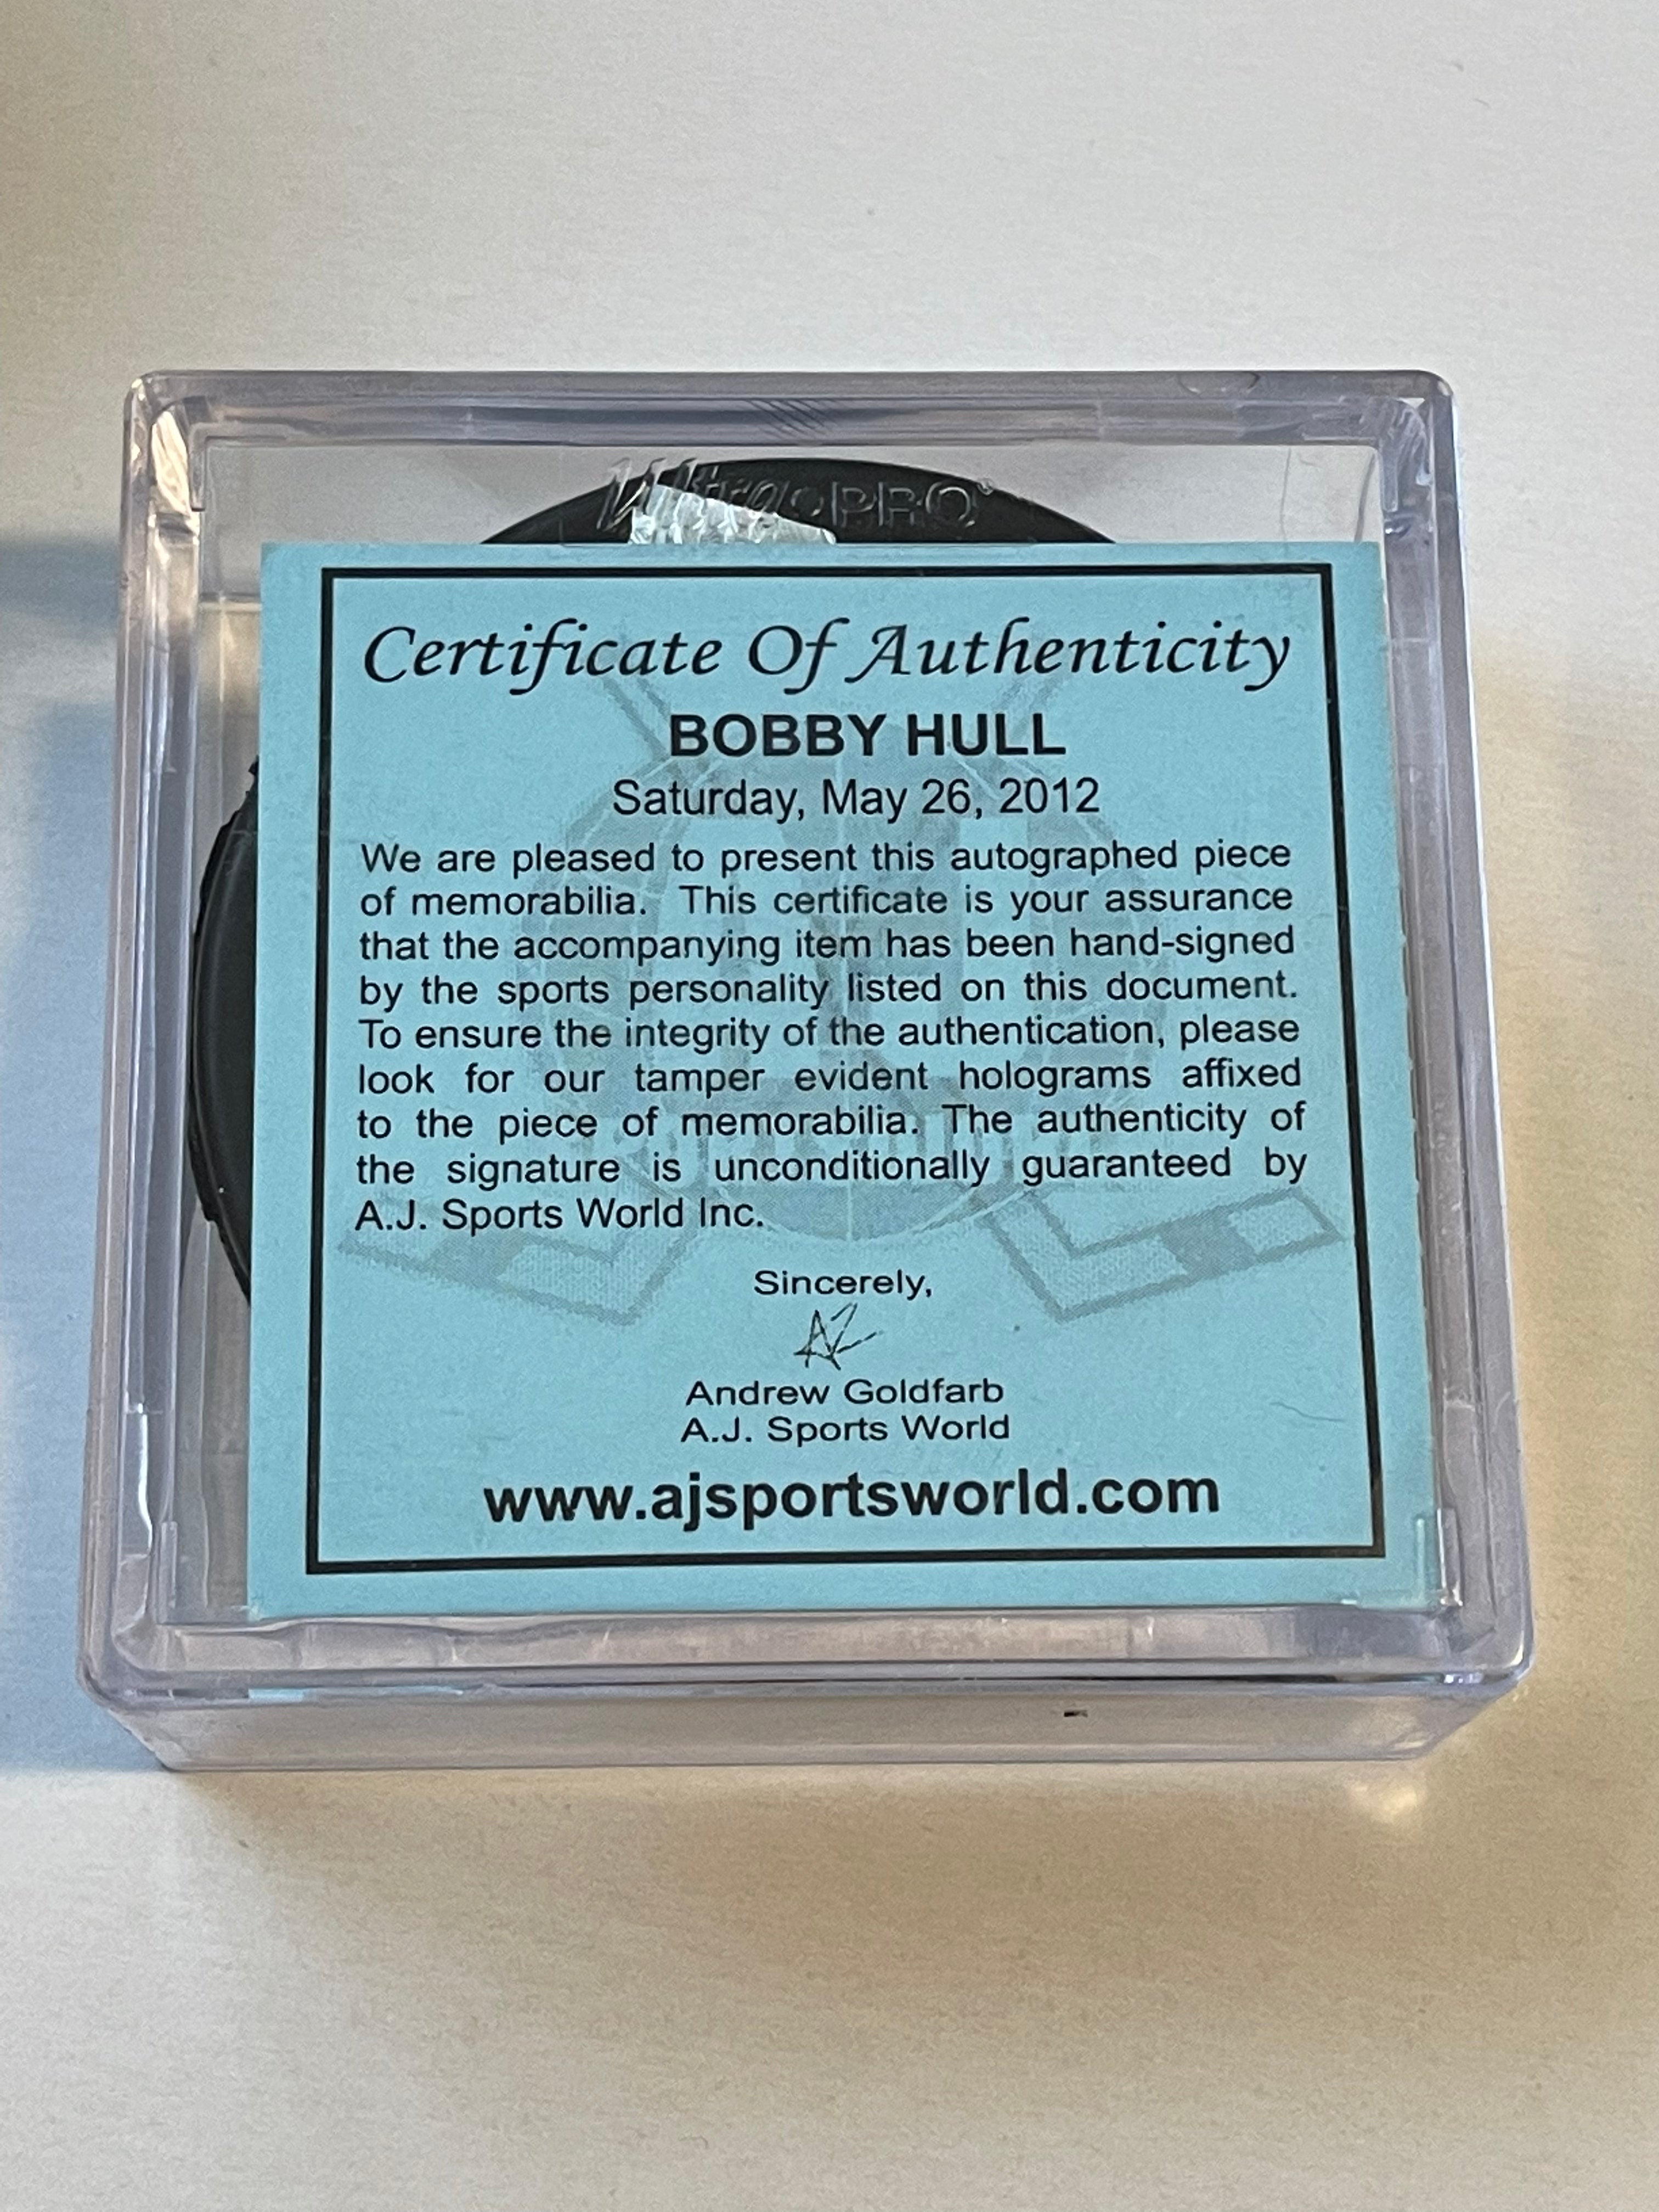 Ultra•PRO®
Certificate Of Authenticity
BOBBY HULL
Saturday, May 26, 2012
We are pleased to present this autographed piece
of memorabilia. This certificate is your assurance
that the accompanying item has been hand-signed
by the sports personality listed on this document.
To ensure the integrity of the authentication, please
look for our tamper evident holograms affixed
to the piece of memorabilia. The authenticity of
the signature is unconditionally guaranteed by
A.J. Sports World Inc.
Sincerely,
Andrew Goldfarb
A.J. Sports World
www.ajsportsworld.com